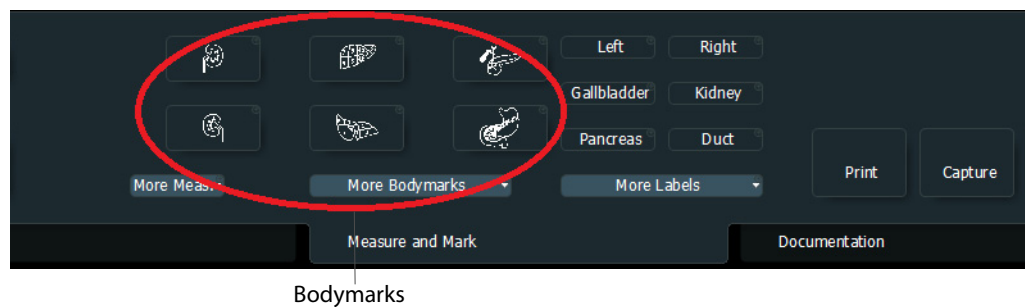 Left Right
Gallbladder Kidney
Pancreas Duct
Print Capture
More Meas. More Bodymarks More Labels
Measure and Mark Documentation
Bodymarks